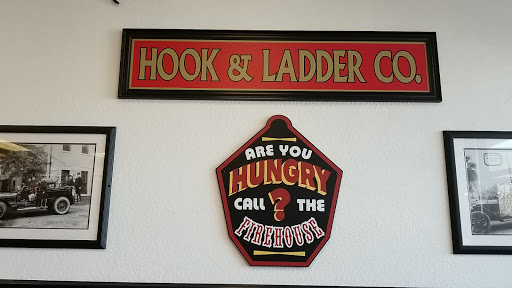 HOOK & LADDER CO.
ARE YOU
HUNGRY
CALL ? THE
FIREHOUSE